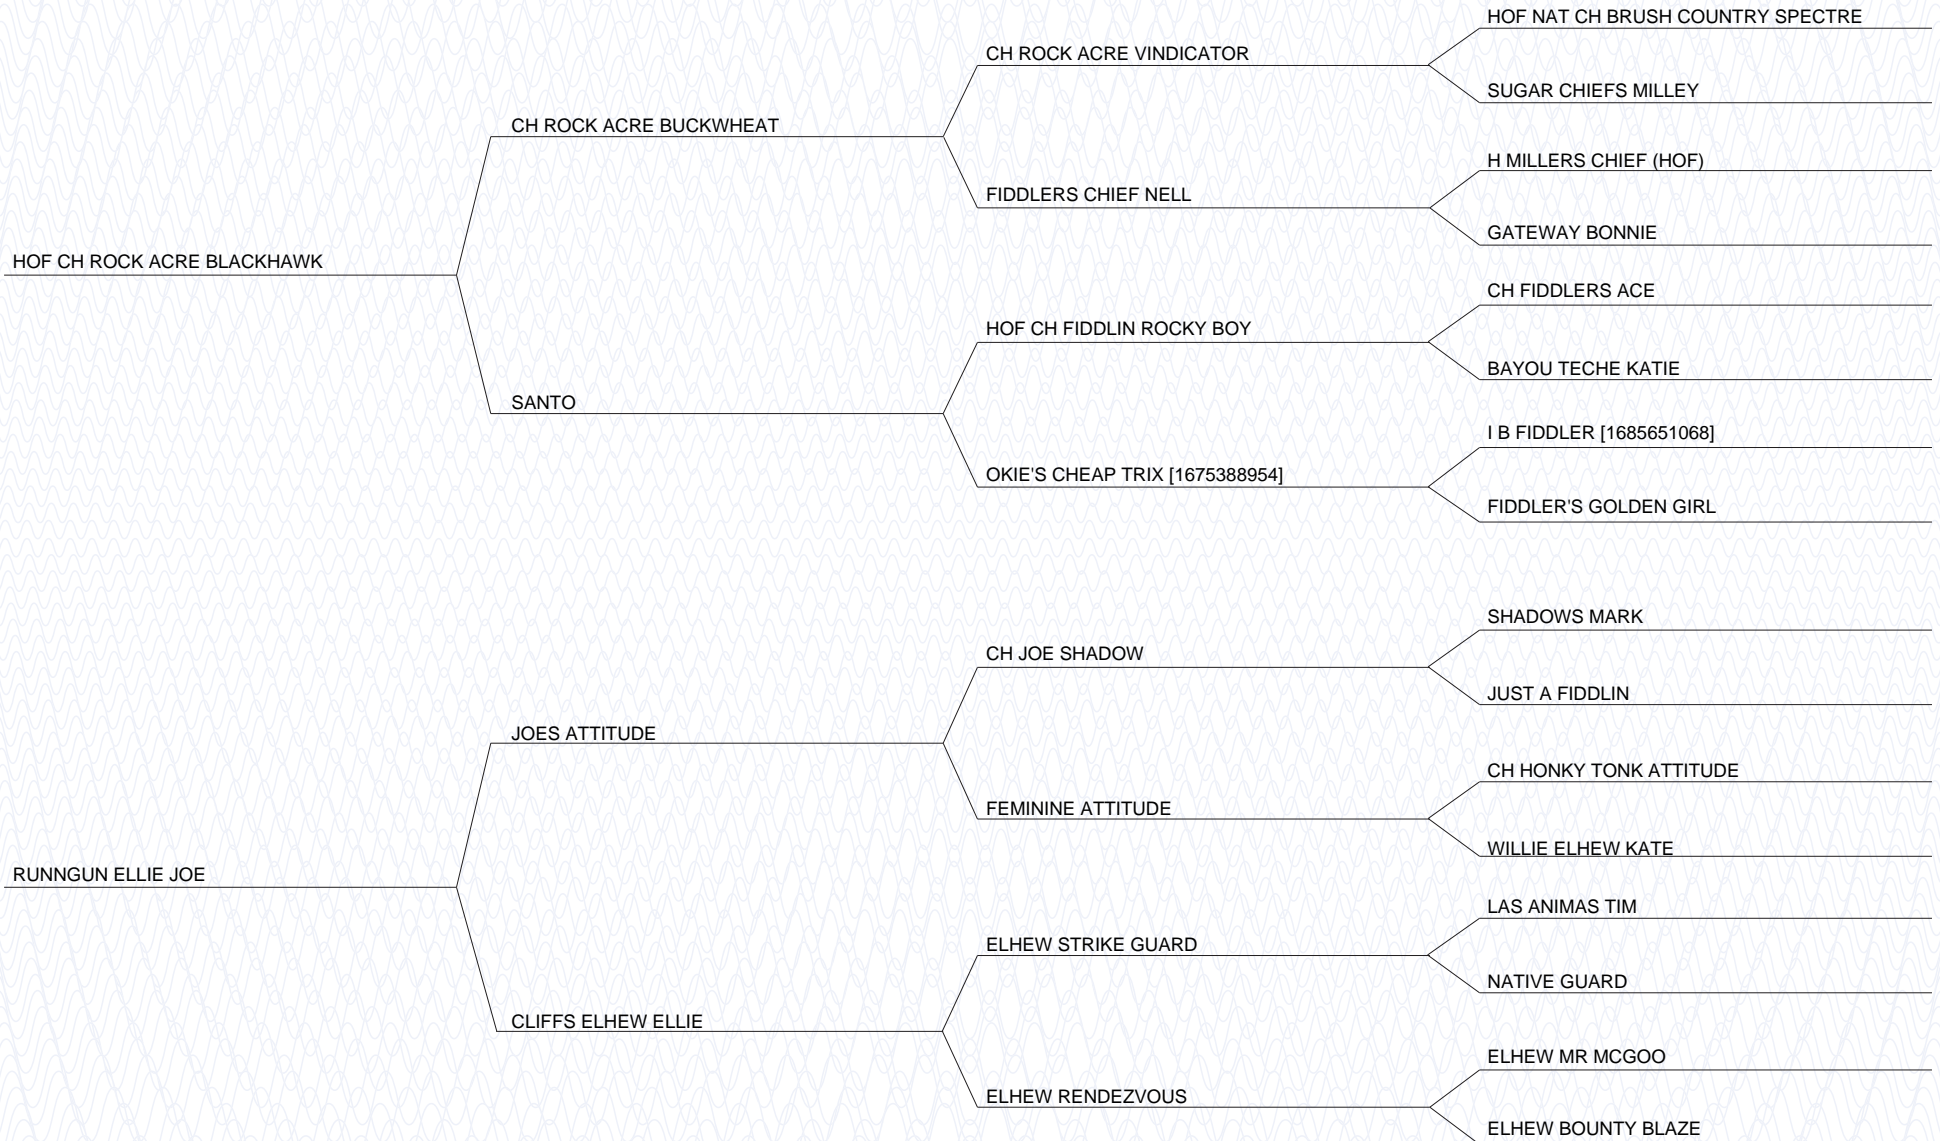 HOF NAT CH BRUSH COUNTRY SPECTRE
CH ROCK ACRE VINDICATOR
SUGAR CHIEFS MILLEY
CH ROCK ACRE BUCKWHEAT
H MILLERS CHIEF (HOF)
FIDDLERS CHIEF NELL
GATEWAY BONNIE
HOF CH ROCK ACRE BLACKHAWK
CH FIDDLERS ACE
HOF CH FIDDLIN ROCKY BOY
BAYOU TECHE KATIE
SANTO
I B FIDDLER [1685651068]
OKIE'S CHEAP TRIX [1675388954]
FIDDLER'S GOLDEN GIRL
SHADOWS MARK
CH JOE SHADOW
JUST A FIDDLIN
JOES ATTITUDE
CH HONKY TONK ATTITUDE
FEMININE ATTITUDE
WILLIE ELHEW KATE
RUNNGUN ELLIE JOE
LAS ANIMAS TIM
ELHEW STRIKE GUARD
NATIVE GUARD
CLIFFS ELHEW ELLIE
ELHEW MR MCGOO
ELHEW RENDEZVOUS
ELHEW BOUNTY BLAZE